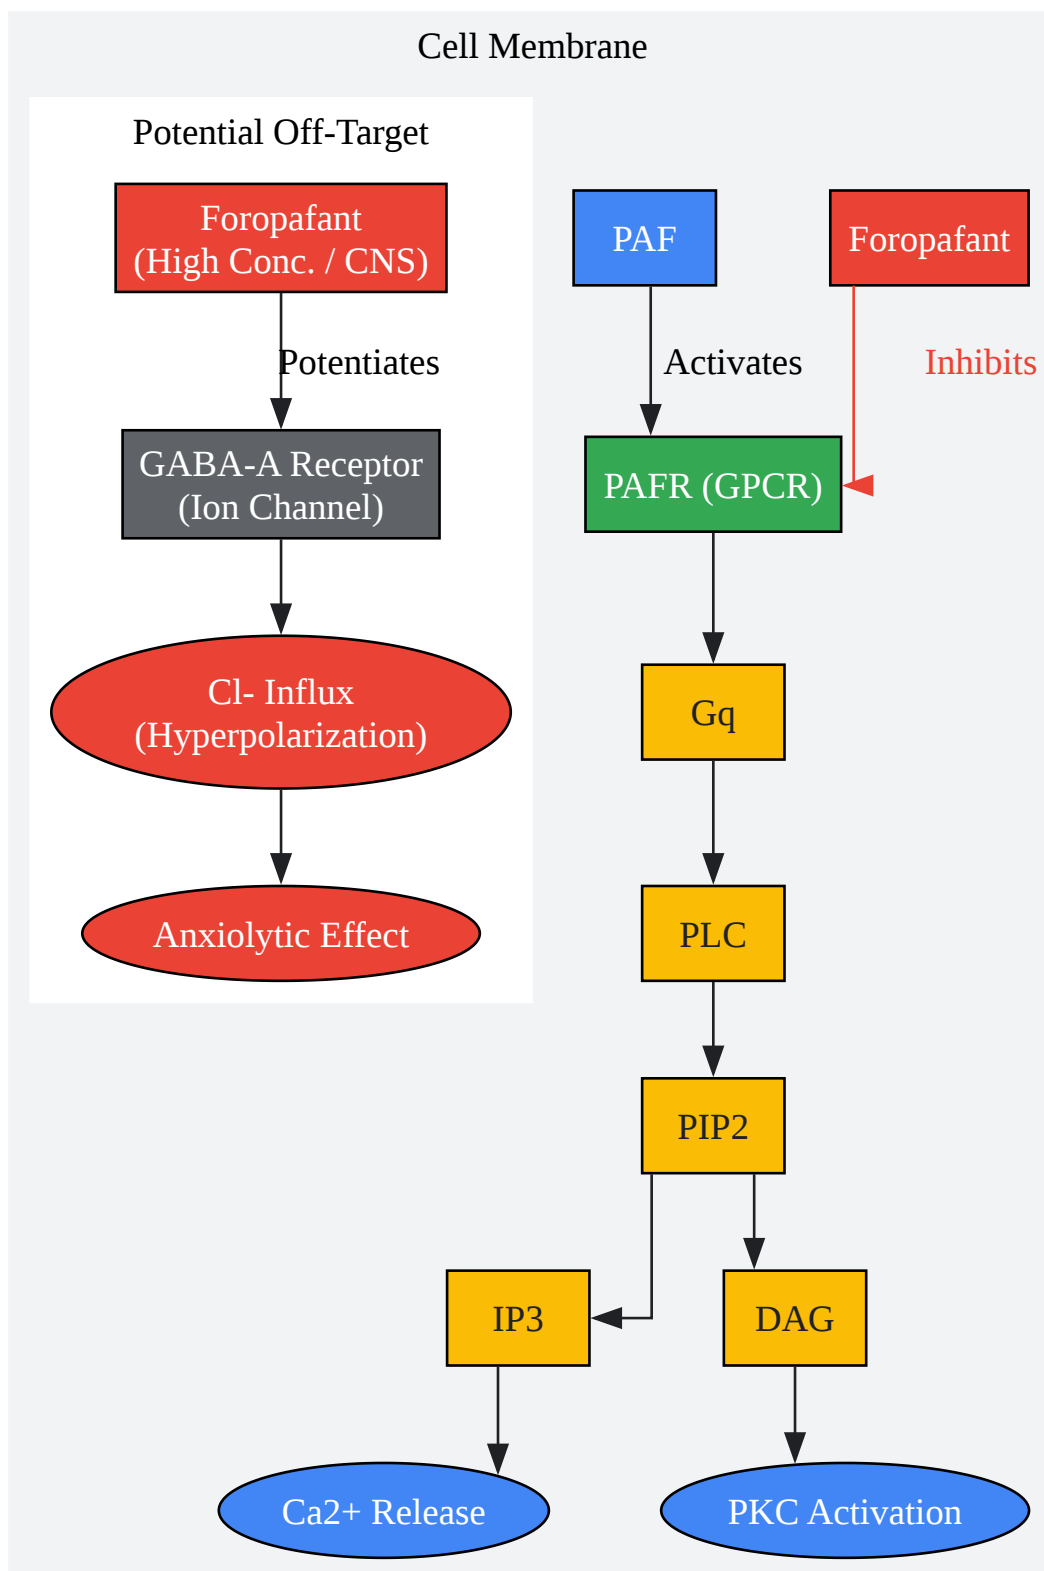 Cell Membrane
Potential Off-Target
Foropafant
(High Conc. / CNS)
Potentiates
GABA-A Receptor
(Ion Channel)
Cl- Influx
(Hyperpolarization)
Anxiolytic Effect
PAF
Foropafant
Activates
Inhibits
PAFR (GPCR)
Gq
PLC
PIP2
IP3
DAG
Ca2+ Release
PKC Activation